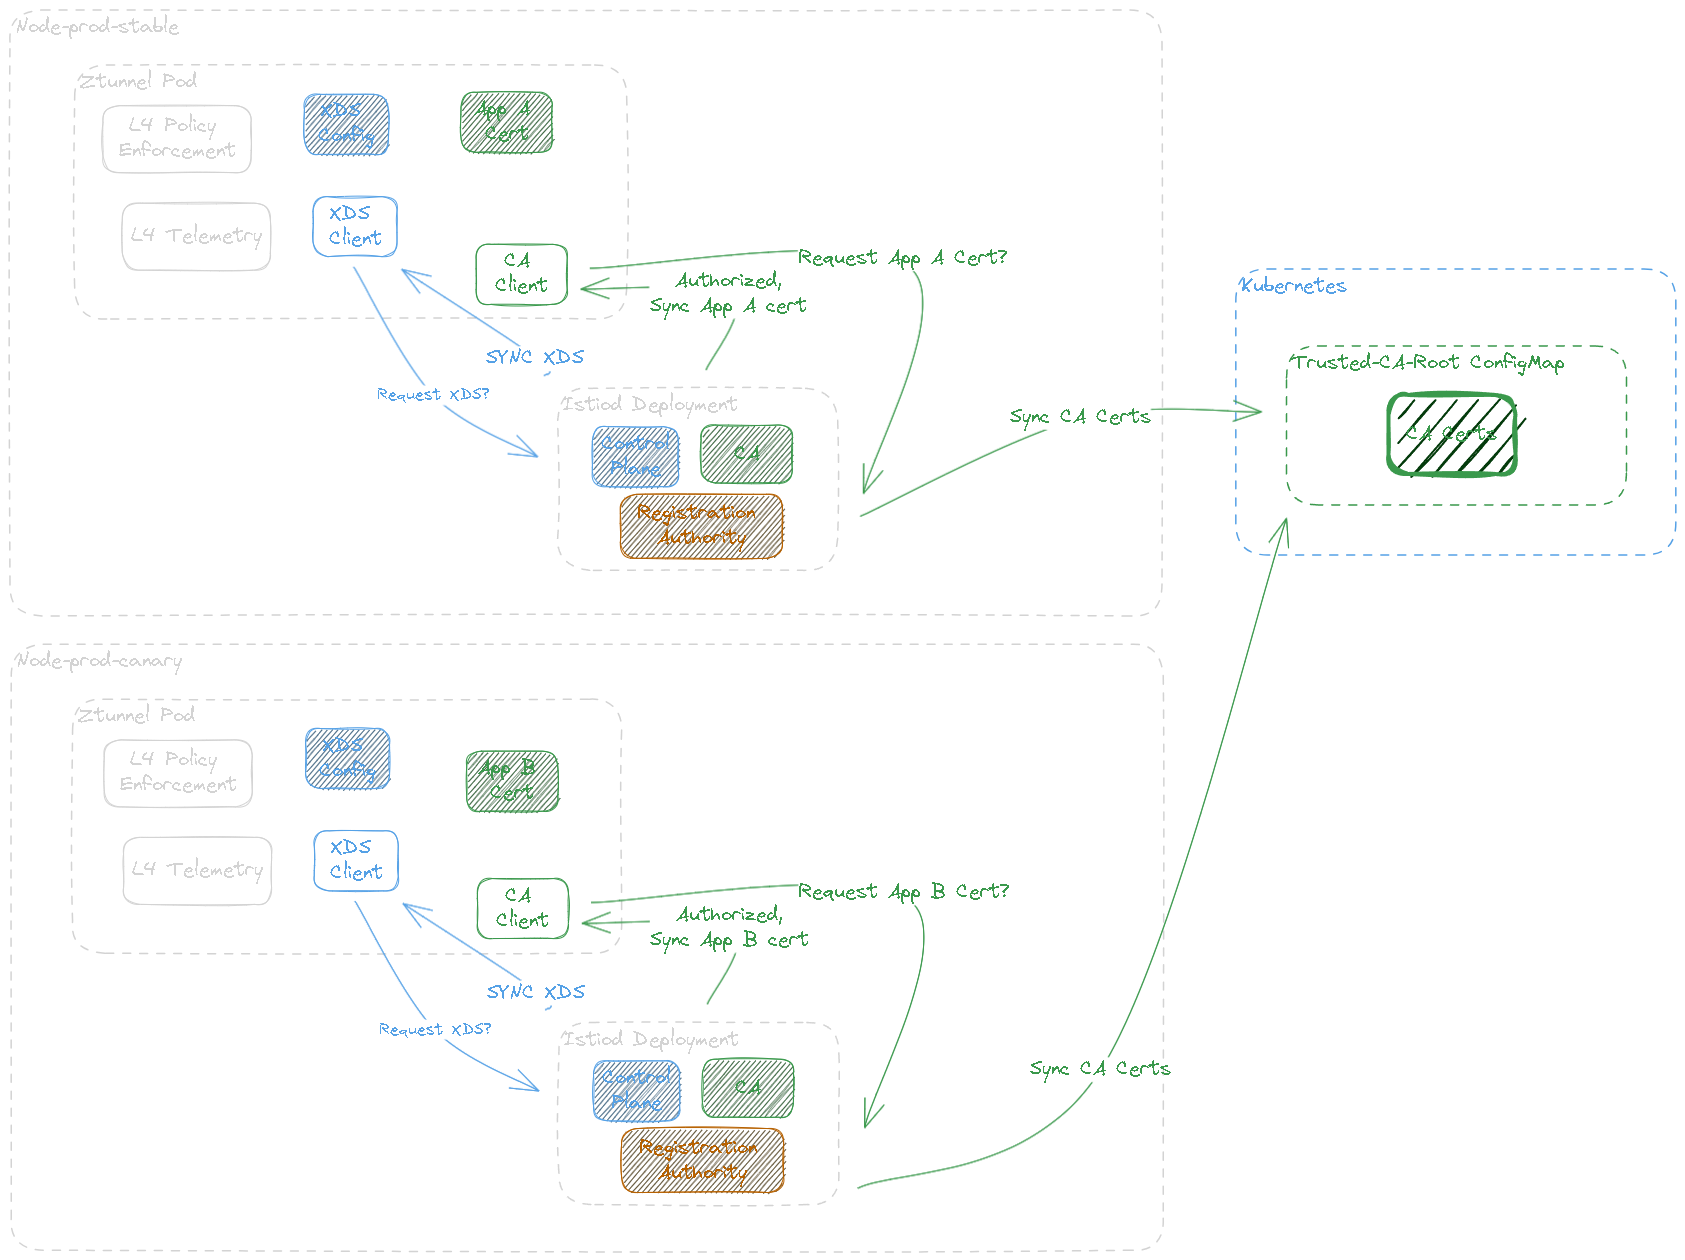 Node-prod-stable
Ztunnel Pod
L4 Policy
Enforcement
XDS
Config
App A
Cert
L4 Telemetry
XDS
Client
CA
Client
Request App A Cert?
Authorized,
Sync App A cert
SYNC XDS
Request XDS?
Istiod Deployment
Control
Plane
CA
Registration
Authority
Sync CA Certs
Kubernetes
Trusted-CA-Root ConfigMap
CA Certs
Node-prod-canary
Ztunnel Pod
L4 Policy
Enforcement
XDS
Config
App B
Cert
L4 Telemetry
XDS
Client
CA
Client
Request App B Cert?
Authorized,
Sync App B cert
SYNC XDS
Request XDS?
Istiod Deployment
Control
Plane
CA
Registration
Authority
Sync CA Certs